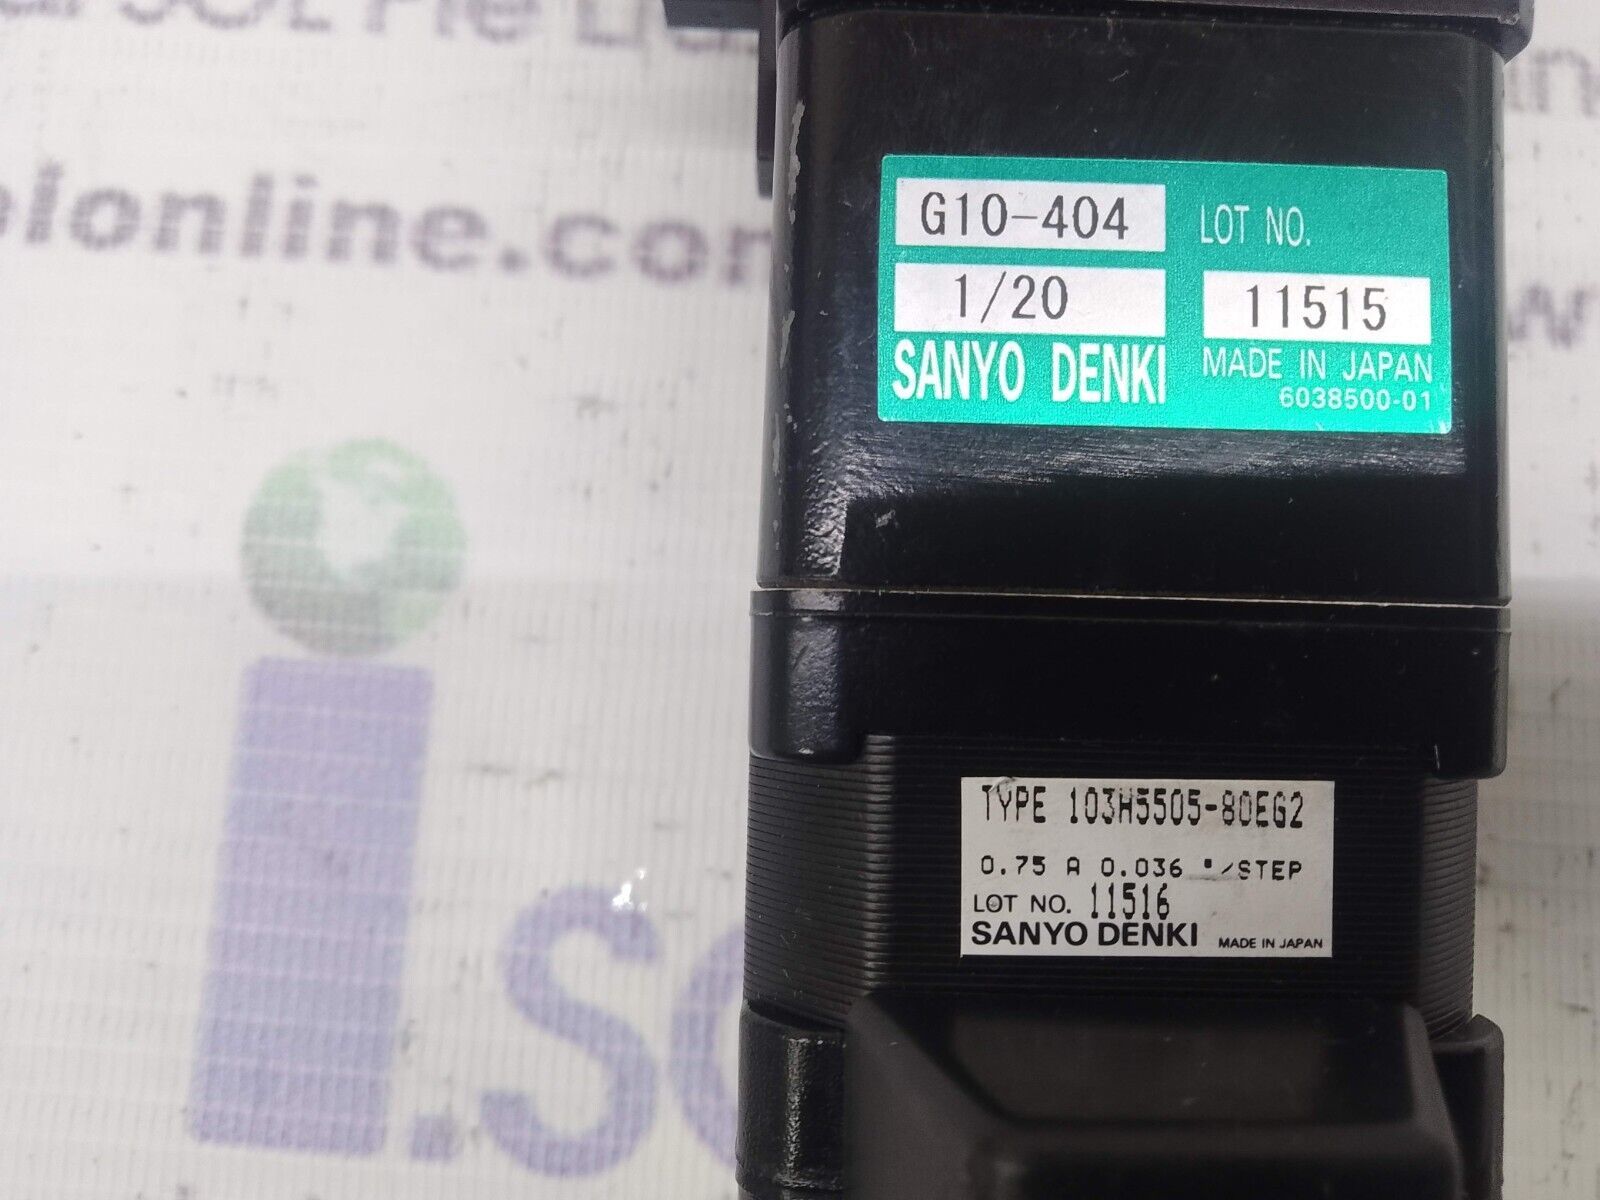 G10-404
1/20
SANYO DENKI
LOT NO.
11515
MADE IN JAPAN
6038500-01
TYPE 103H5505-80EG2
0.75 A 0.036 °/STEP
LOT NO. 11516
SANYO DENKI MADE IN JAPAN